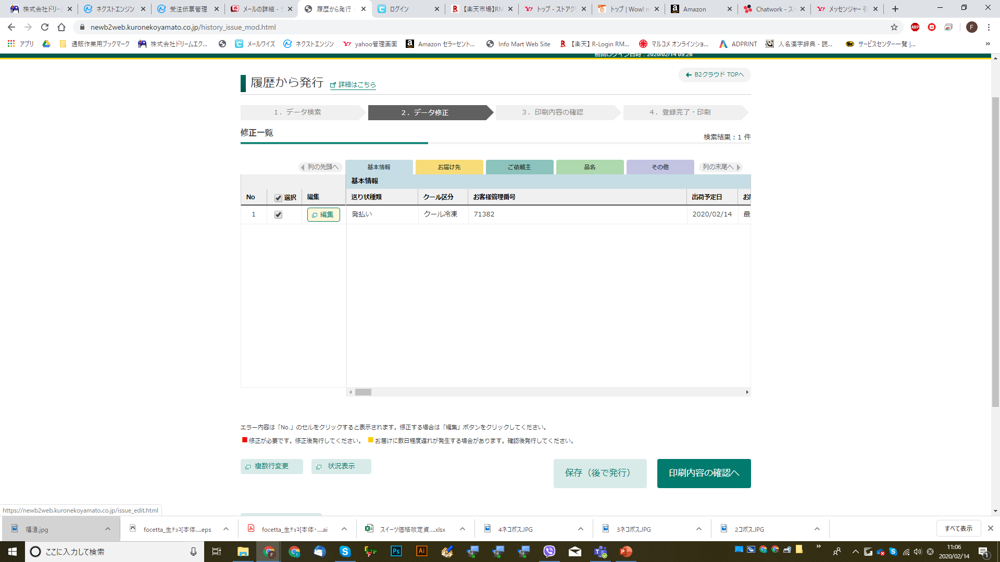 株式会社ドリーム
ネクストエンジン
受注伝票管理
メールの詳細 -
履歴から発行
ログイン
【楽天市場】RM
トップ - ストアク
トップ | Wow! m
Amazon
Chatwork - ス
メッセンジャー
newb2web.kuronekoyamato.co.jp/history_issue_mod.html
ABP
F
アプリ
通販作業用ブックマーク
株式会社ドリームエク...
メールワイズ
ネクストエンジン
yahoo管理画面
Amazon セラーセント...
Info Mart Web Site
【楽天】R-Login RM...
マルコメ オンラインショ...
ADPRINT
人名漢字辞典 - 読...
サービスセンター一覧 |...
前回ログイン日時：2020/02/14 09:26
B2クラウド TOPへ
履歴から発行
詳細はこちら
1．データ検索
2．データ修正
3．印刷内容の確認
4．登録完了・印刷
修正一覧
検索結果：1 件
列の先頭へ
基本情報
お届け先
ご依頼主
品名
その他
列の末尾へ
基本情報
No
選択
編集
送り状種類
クール区分
お客様管理番号
出荷予定日
1
編集
発払い
クール冷凍
71382
2020/02/14
最
エラー内容は「No.」のセルをクリックすると表示されます。修正する場合は「編集」ボタンをクリックしてください。
修正が必要です。修正後発行してください。
お届けに数日程度遅れが発生する場合があります。確認後発行してください。
複数行変更
状況表示
保存（後で発行）
印刷内容の確認へ
https://newb2web.kuronekoyamato.co.jp/issue_edit.html
福澄.jpg
focetta_生ﾁｮｺ[本体....eps
focetta_生ﾁｮｺ[本体･....ai
スイーツ価格改定資....xlsx
4ネコポス.JPG
3ネコポス.JPG
2コポス.JPG
すべて表示
ここに入力して検索
11:06
2020/02/14